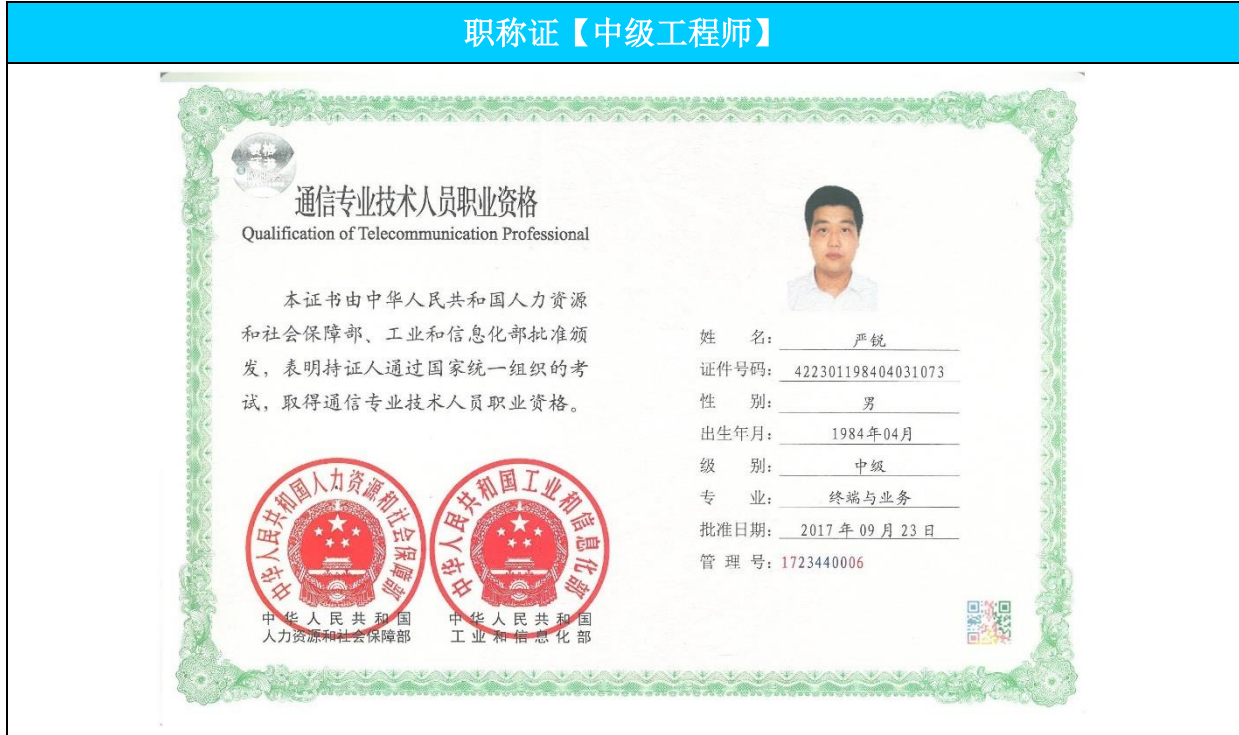 职称证【中级工程师】
通信专业技术人员职业资格
Qualification of Telecommunication Professional
本证书由中华人民共和国人力资源
和社会保障部、工业和信息化部批准颁
发，表明持证人通过国家统一组织的考
试，取得通信专业技术人员职业资格。
中华人民共和国人力资源和社会保障部
中华人民共和国工业和信息化部
中华人民共和国
人力资源和社会保障部
中华人民共和国
工业和信息化部
姓 名：严锐
证件号码：422301198404031073
性 别：男
出生年月：1984年04月
级 别：中级
专 业：终端与业务
批准日期：2017年09月23日
管 理 号：1723440006